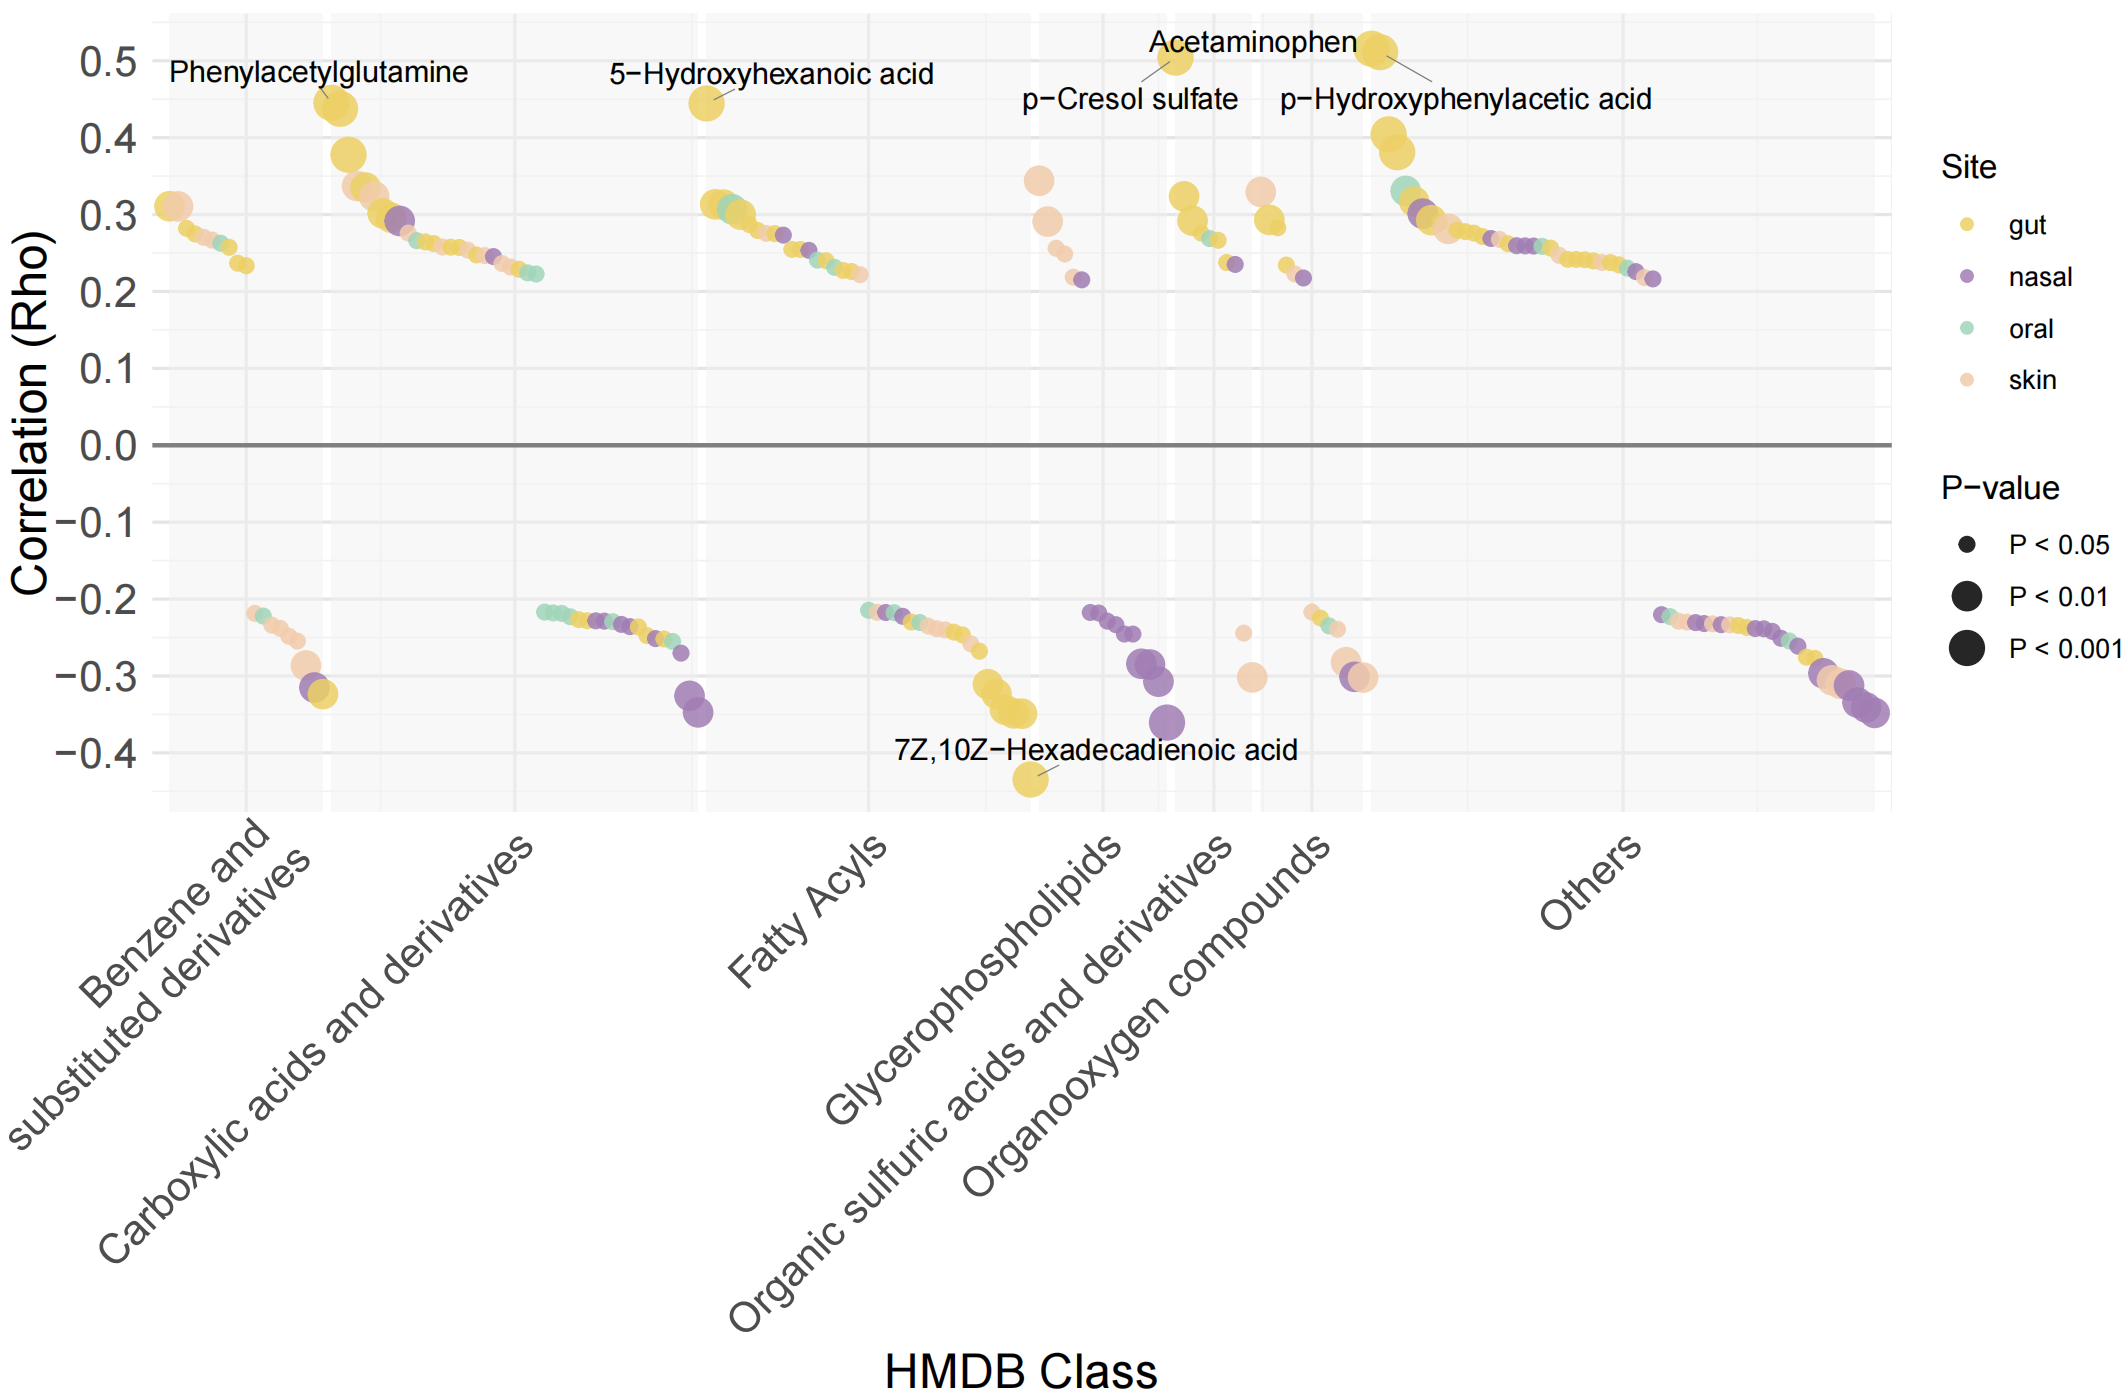 Acetaminophen
Phenylacetylglutamine
5−Hydroxyhexanoic acid
p−Cresol sulfate
p−Hydroxyphenylacetic acid
7Z,10Z−Hexadecadienoic acid
Correlation (Rho)
0.5
0.4
0.3
0.2
0.1
0.0
−0.1
−0.2
−0.3
−0.4
Benzene and
substituted derivatives
Carboxylic acids and derivatives
Fatty Acyls
Glycerophospholipids
Organic sulfuric acids and derivatives
Organooxygen compounds
Others
HMDB Class
Site
gut
nasal
oral
skin
P−value
P < 0.05
P < 0.01
P < 0.001